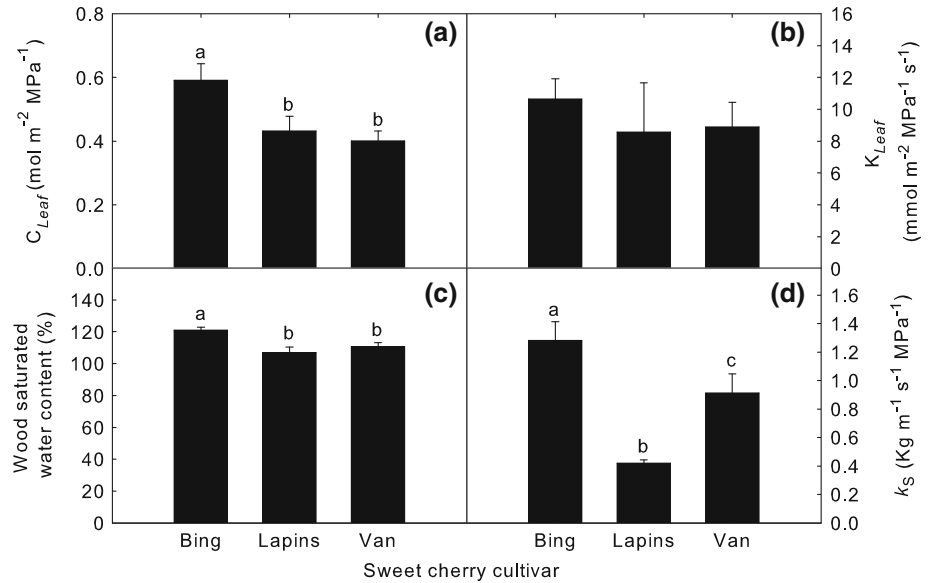 (a)
C_Leaf (mol m⁻² MPa⁻¹)
0.8
0.6
0.4
0.2
0.0
a
b
b
(b)
16
14
12
10
8
6
4
2
0
K_Leaf
(mmol m⁻² MPa⁻¹ s⁻¹)
(c)
Wood saturated
water content (%)
140
120
100
80
60
40
20
0
a
b
b
Bing Lapins Van
(d)
1.6
1.4
1.2
1.0
0.8
0.6
0.4
0.2
0.0
k_S (Kg m⁻¹ s⁻¹ MPa⁻¹)
a
b
c
Bing Lapins Van
Sweet cherry cultivar